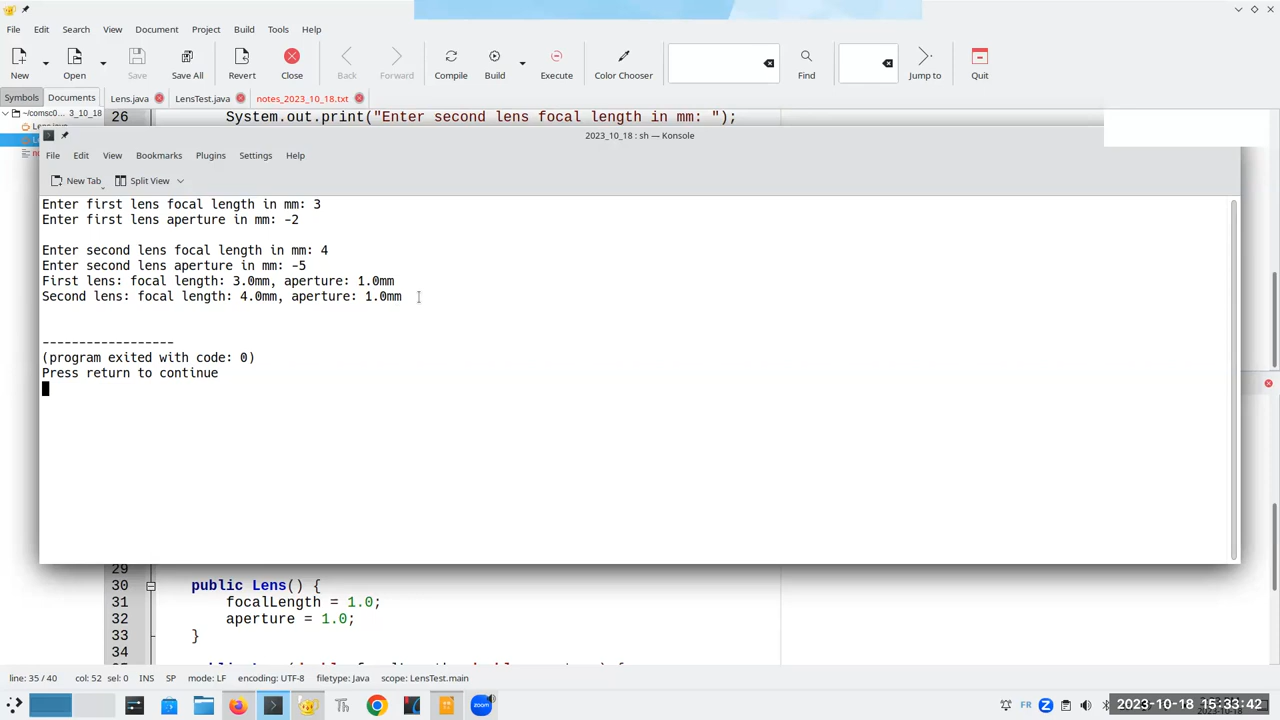 File Edit Search View Document Project Build Tools Help
New Open Save Save All Revert Close Back Forward Compile Build Execute Color Chooser Find Jump to Quit
Symbols Documents Lens.java LensTest.java notes_2023_10_18.txt
~/comsc0... 3_10_18
26 System.out.print("Enter second lens focal length in mm: ");
2023_10_18 : sh — Konsole
File Edit View Bookmarks Plugins Settings Help
New Tab Split View
Enter first lens focal length in mm: 3
Enter first lens aperture in mm: -2
Enter second lens focal length in mm: 4
Enter second lens aperture in mm: -5
First lens: focal length: 3.0mm, aperture: 1.0mm
Second lens: focal length: 4.0mm, aperture: 1.0mm
------------------
(program exited with code: 0)
Press return to continue
29
30 public Lens() {
31 focalLength = 1.0;
32 aperture = 1.0;
33 }
34
line: 35 / 40 col: 52 sel: 0 INS SP mode: LF encoding: UTF-8 filetype: Java scope: LensTest.main
Th zoom FR Z 2023-10-18 15:33:42